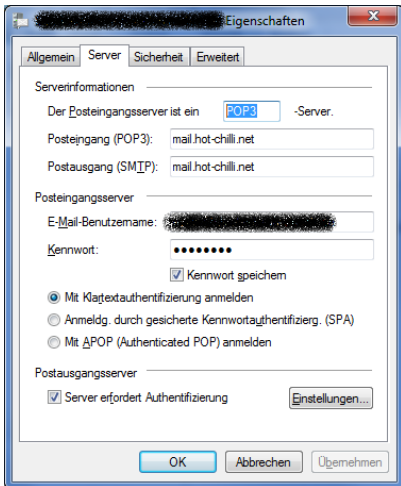 Eigenschaften
Allgemein Server Sicherheit Erweitert
Serverinformationen
Der Posteingangsserver ist ein POP3 -Server.
Posteingang (POP3): mail.hot-chilli.net
Postausgang (SMTP): mail.hot-chilli.net
Posteingangsserver
E-Mail-Benutzername:
Kennwort: ●●●●●●●●
Kennwort speichern
Mit Klartextauthentifizierung anmelden
Anmeldg. durch gesicherte Kennwortauthentifizierg. (SPA)
Mit APOP (Authenticated POP) anmelden
Postausgangsserver
Server erfordert Authentifizierung Einstellungen...
OK Abbrechen Übernehmen